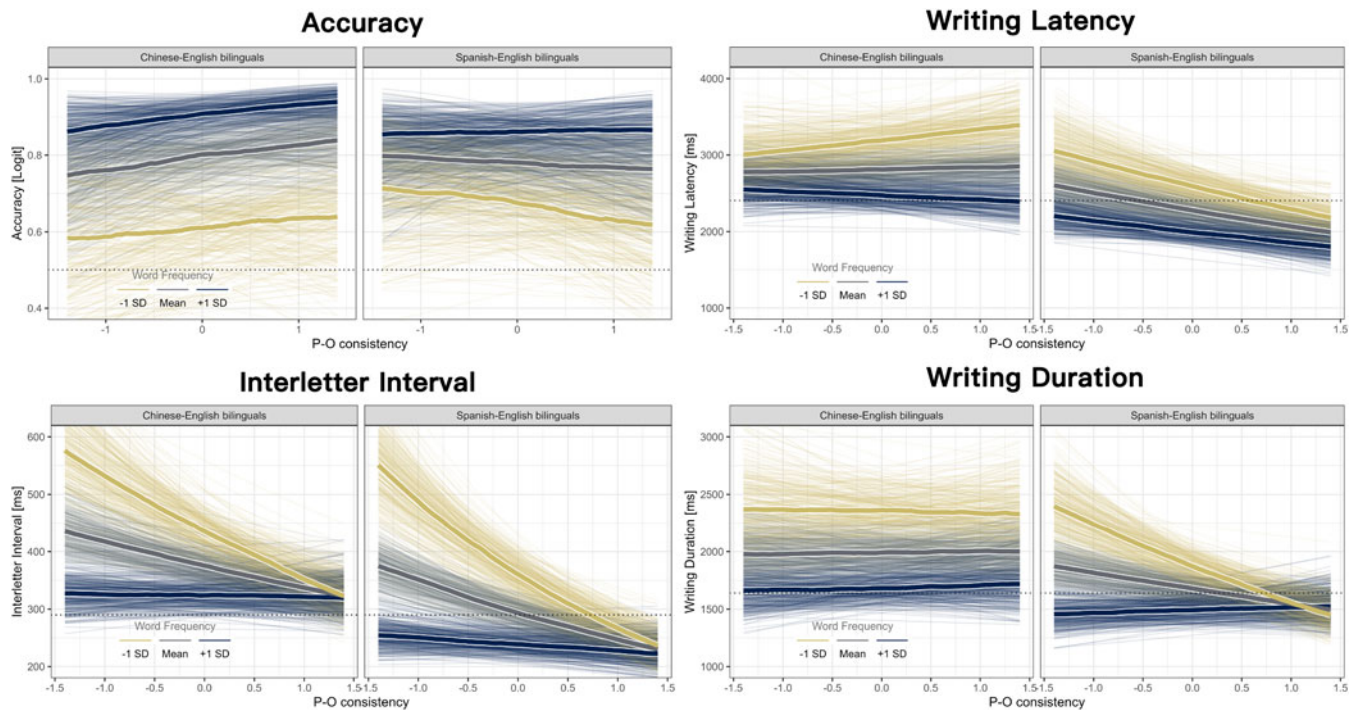 Accuracy
Chinese-English bilinguals
Spanish-English bilinguals
1.0
0.8
0.6
0.4
Accuracy [Logit]
Word Frequency
-1 SD Mean +1 SD
-1 0 1
-1 0 1
P-O consistency
Writing Latency
Chinese-English bilinguals
Spanish-English bilinguals
4000
3000
2000
1000
Writing Latency [ms]
Word Frequency
-1 SD Mean +1 SD
-1.5 -1.0 -0.5 0.0 0.5 1.0 1.5
-1.5 -1.0 -0.5 0.0 0.5 1.0 1.5
P-O consistency
Interletter Interval
Chinese-English bilinguals
Spanish-English bilinguals
600
500
400
300
200
Interletter Interval [ms]
Word Frequency
-1 SD Mean +1 SD
-1.5 -1.0 -0.5 0.0 0.5 1.0 1.5
-1.5 -1.0 -0.5 0.0 0.5 1.0 1.5
P-O consistency
Writing Duration
Chinese-English bilinguals
Spanish-English bilinguals
3000
2500
2000
1500
1000
Writing Duration [ms]
Word Frequency
-1 SD Mean +1 SD
-1.5 -1.0 -0.5 0.0 0.5 1.0 1.5
-1.5 -1.0 -0.5 0.0 0.5 1.0 1.5
P-O consistency